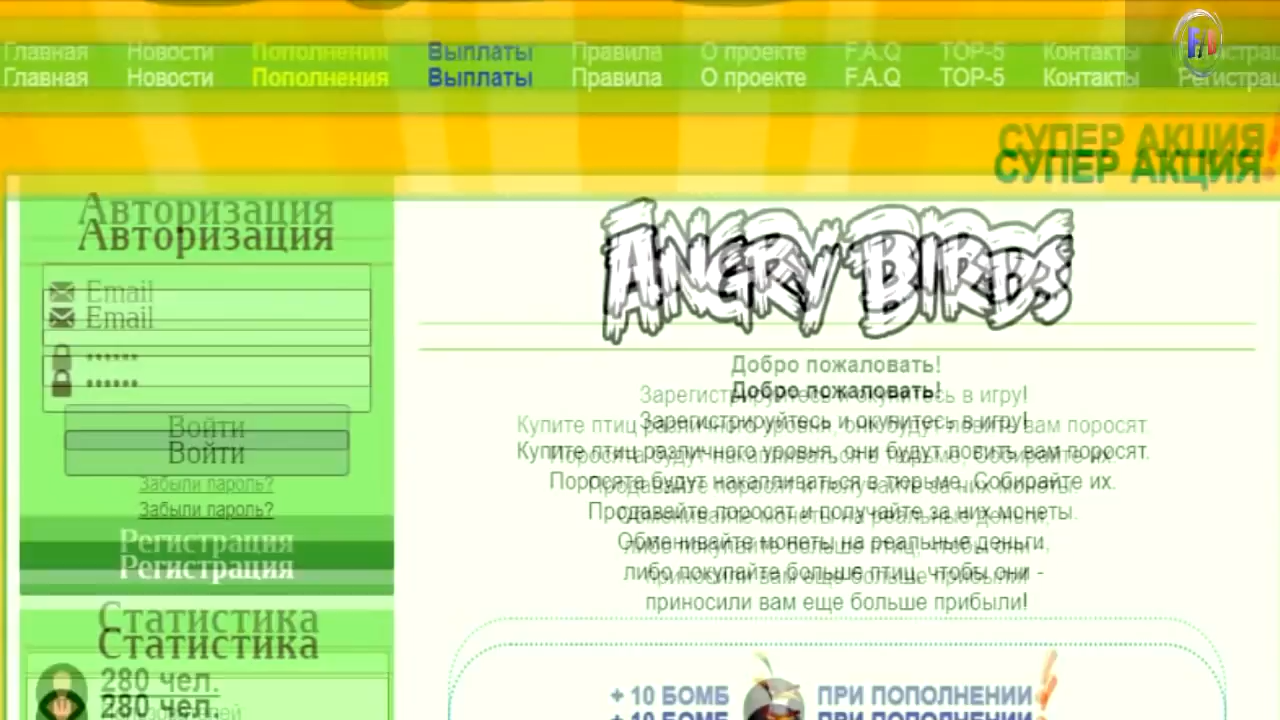 Главная Новости Пополнения Выплаты Правила О проекте F.A.Q TOP-5 Контакты
СУПЕР АКЦИЯ!
Авторизация
Email
Войти
Забыли пароль?
Регистрация
Статистика
280 чел.
ANGRY BIRDS
Добро пожаловать!
Зарегистрируйтесь и окупитесь в игру!
Купите птиц различного уровня, они будут ловить вам поросят.
Поросята будут накапливаться в тюрьме. Собирайте их.
Продавайте поросят и получайте за них монеты.
Обменивайте монеты на реальные деньги,
либо покупайте больше птиц, чтобы они -
приносили вам еще больше прибыли!
+ 10 БОМБ ПРИ ПОПОЛНЕНИИ!